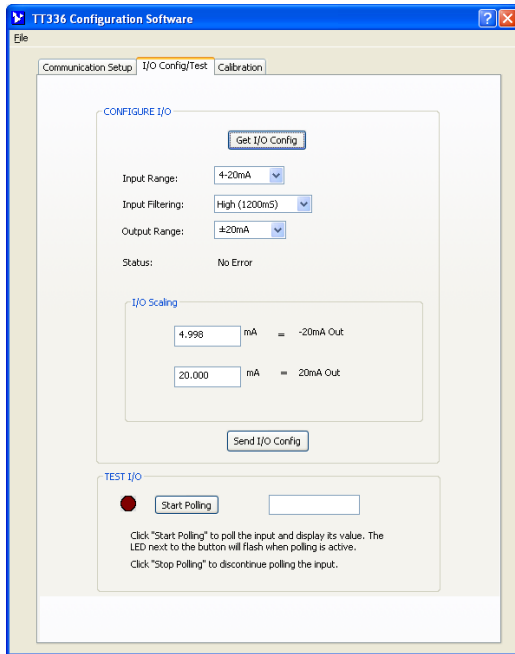 TT336 Configuration Software
File
Communication Setup I/O Config/Test Calibration
CONFIGURE I/O
Get I/O Config
Input Range: 4-20mA
Input Filtering: High (1200mS)
Output Range: ±20mA
Status: No Error
I/O Scaling
4.998 mA = -20mA Out
20.000 mA = 20mA Out
Send I/O Config
TEST I/O
Start Polling
Click "Start Polling" to poll the input and display its value. The
LED next to the button will flash when polling is active.
Click "Stop Polling" to discontinue polling the input.